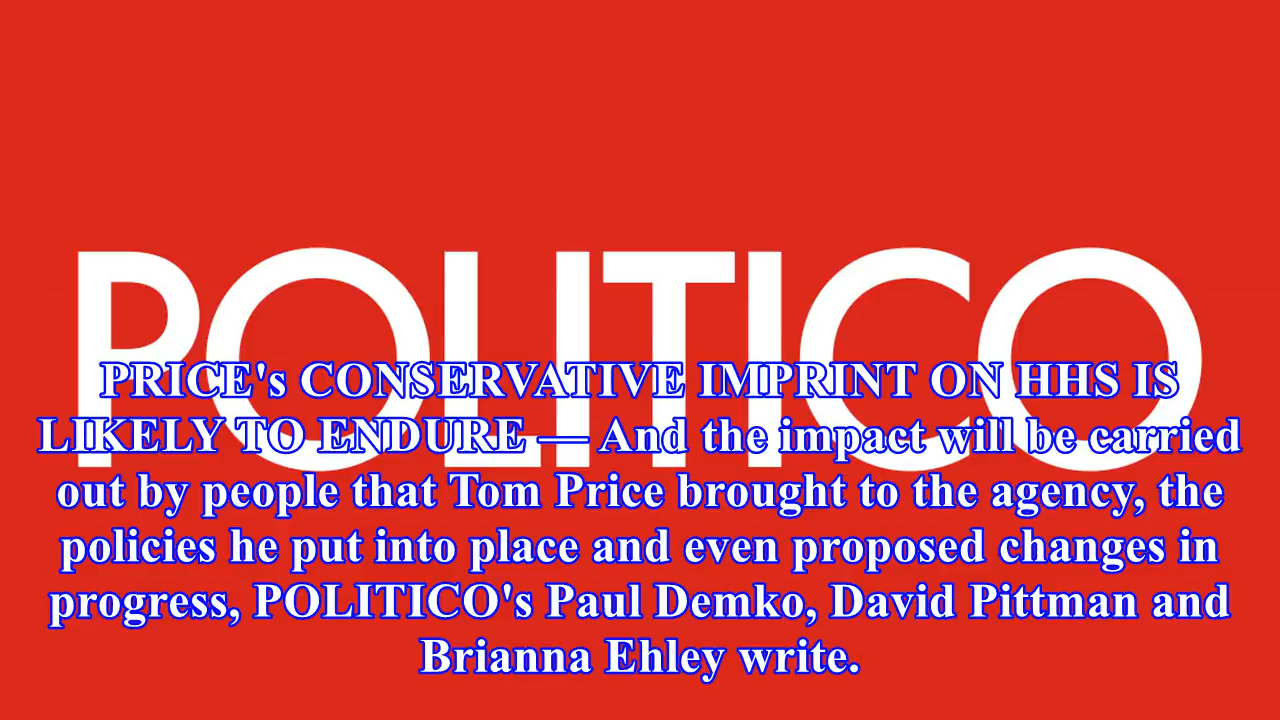 POLITICO
PRICE's CONSERVATIVE IMPRINT ON HHS IS
LIKELY TO ENDURE — And the impact will be carried
out by people that Tom Price brought to the agency, the
policies he put into place and even proposed changes in
progress, POLITICO's Paul Demko, David Pittman and
Brianna Ehley write.